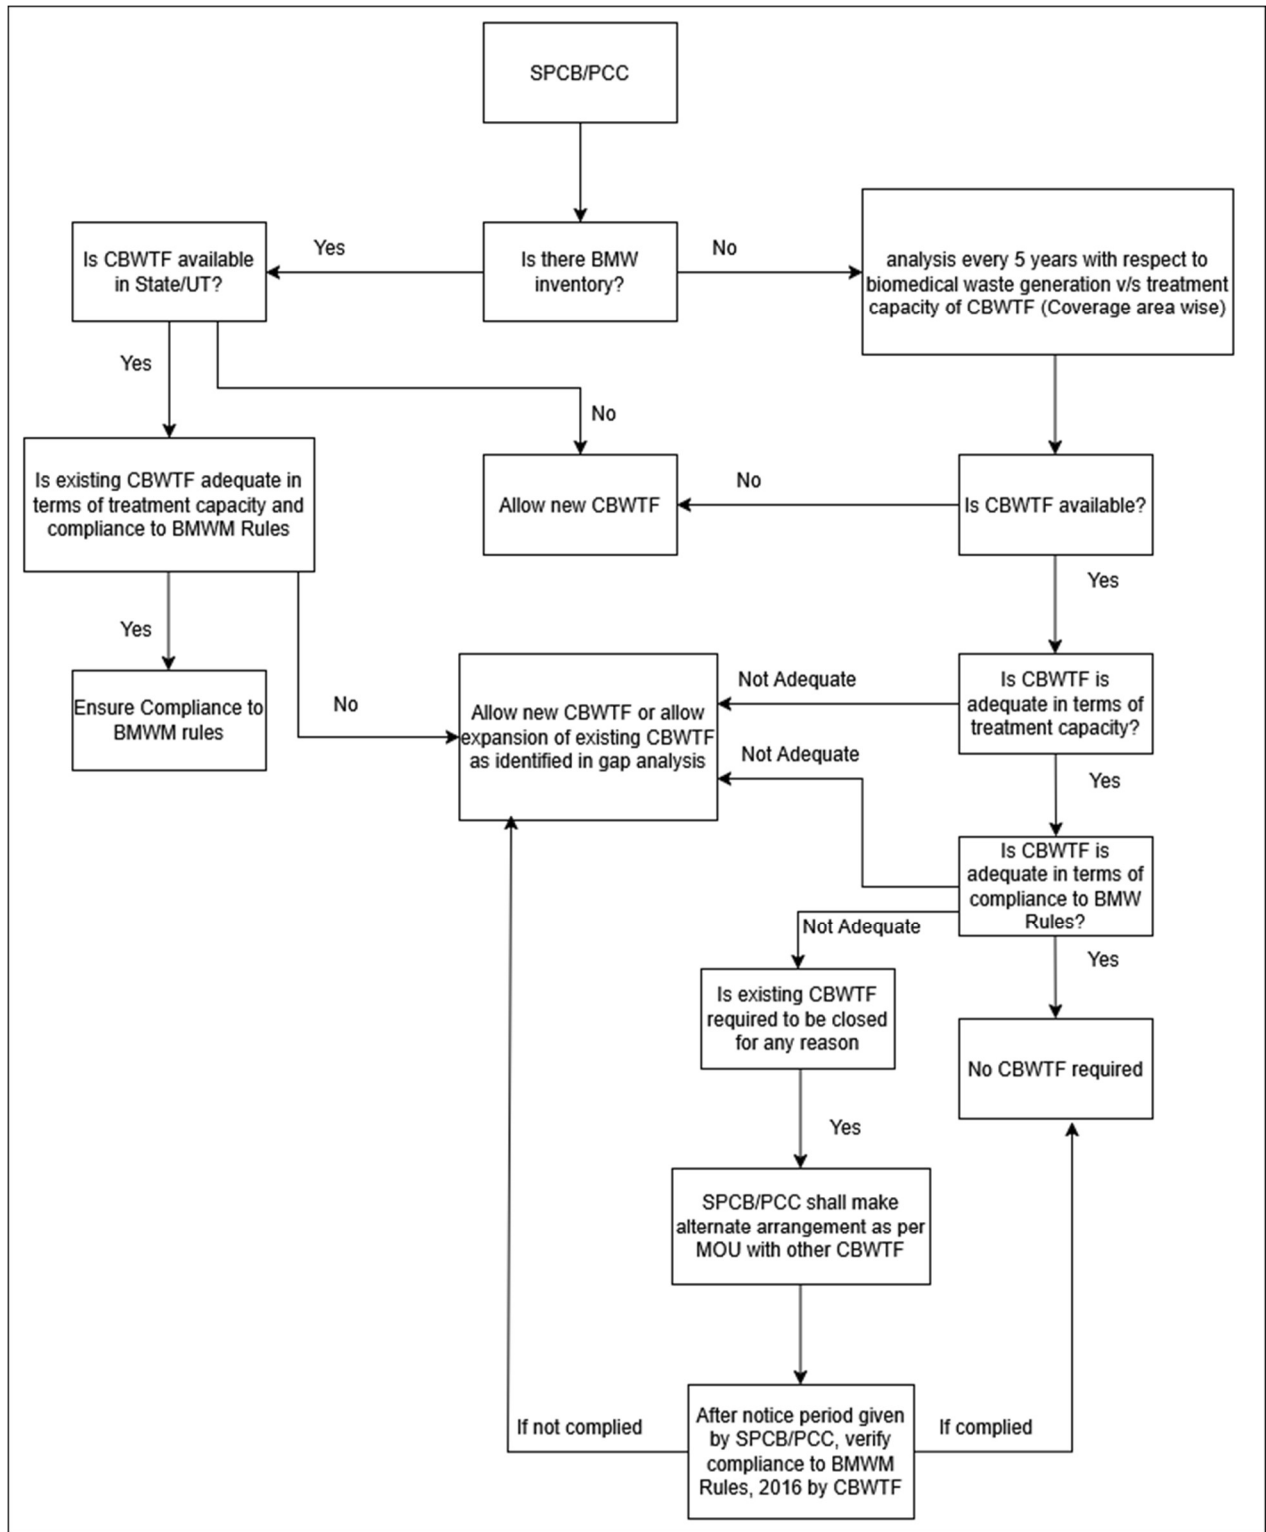 SPCB/PCC
Is CBWTF available
in State/UT?
Yes
Is there BMW
inventory?
No
analysis every 5 years with respect to
biomedical waste generation v/s treatment
capacity of CBWTF (Coverage area wise)
Yes
No
Is existing CBWTF adequate in
terms of treatment capacity and
compliance to BMWM Rules
Allow new CBWTF
No
Is CBWTF available?
Yes
Yes
Ensure Compliance to
BMWM rules
No
Allow new CBWTF or allow
expansion of existing CBWTF
as identified in gap analysis
Not Adequate
Is CBWTF is
adequate in terms of
treatment capacity?
Not Adequate
Yes
Is CBWTF is
adequate in terms of
compliance to BMW
Rules?
Not Adequate
Yes
Is existing CBWTF
required to be closed
for any reason
No CBWTF required
Yes
SPCB/PCC shall make
alternate arrangement as per
MOU with other CBWTF
If not complied
After notice period given
by SPCB/PCC, verify
compliance to BMWM
Rules, 2016 by CBWTF
If complied